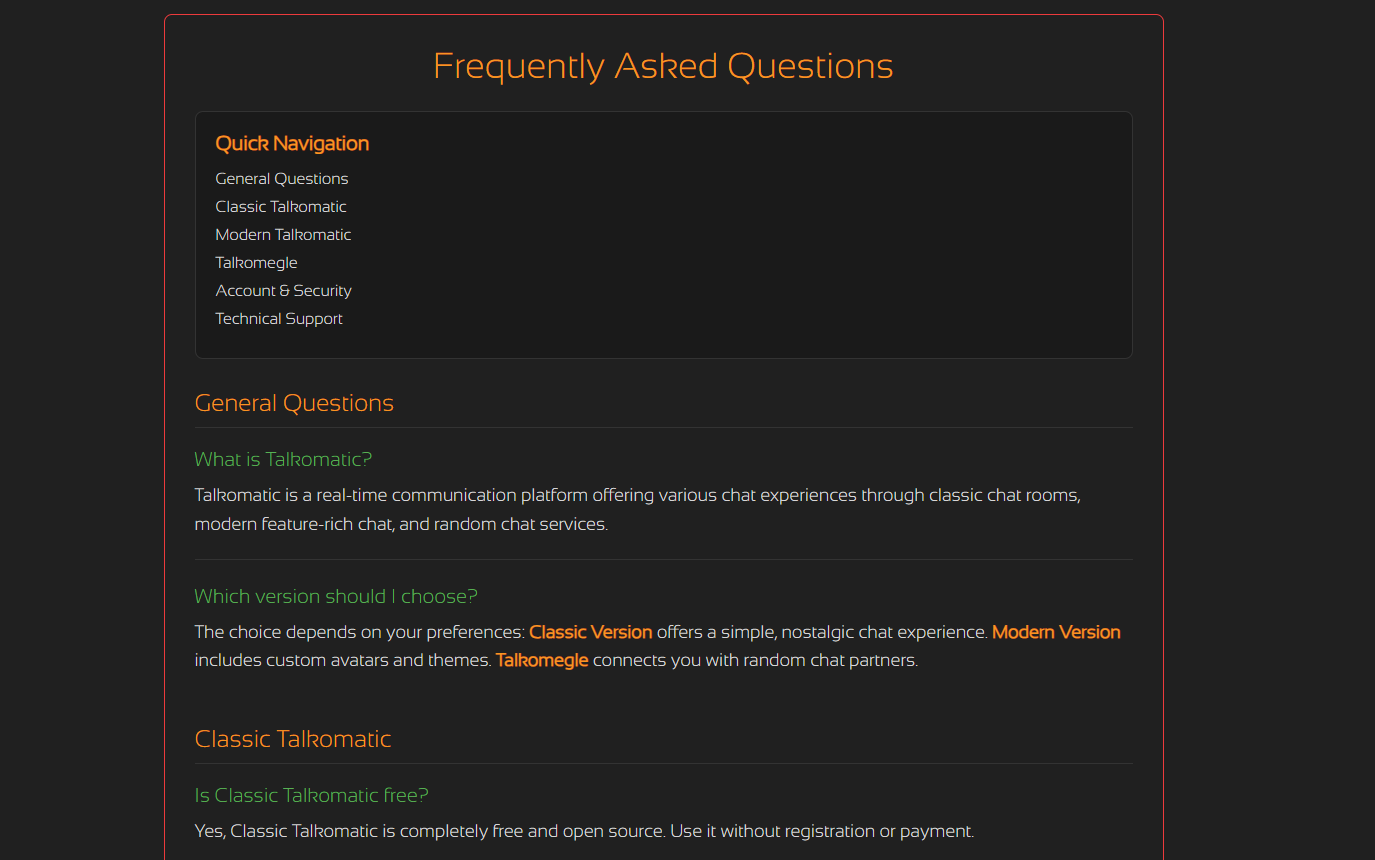 Frequently Asked Questions
Quick Navigation
General Questions
Classic Talkomatic
Modern Talkomatic
Talkomegle
Account & Security
Technical Support
General Questions
What is Talkomatic?
Talkomatic is a real-time communication platform offering various chat experiences through classic chat rooms,
modern feature-rich chat, and random chat services.
Which version should I choose?
The choice depends on your preferences: Classic Version offers a simple, nostalgic chat experience. Modern Version
includes custom avatars and themes. Talkomegle connects you with random chat partners.
Classic Talkomatic
Is Classic Talkomatic free?
Yes, Classic Talkomatic is completely free and open source. Use it without registration or payment.